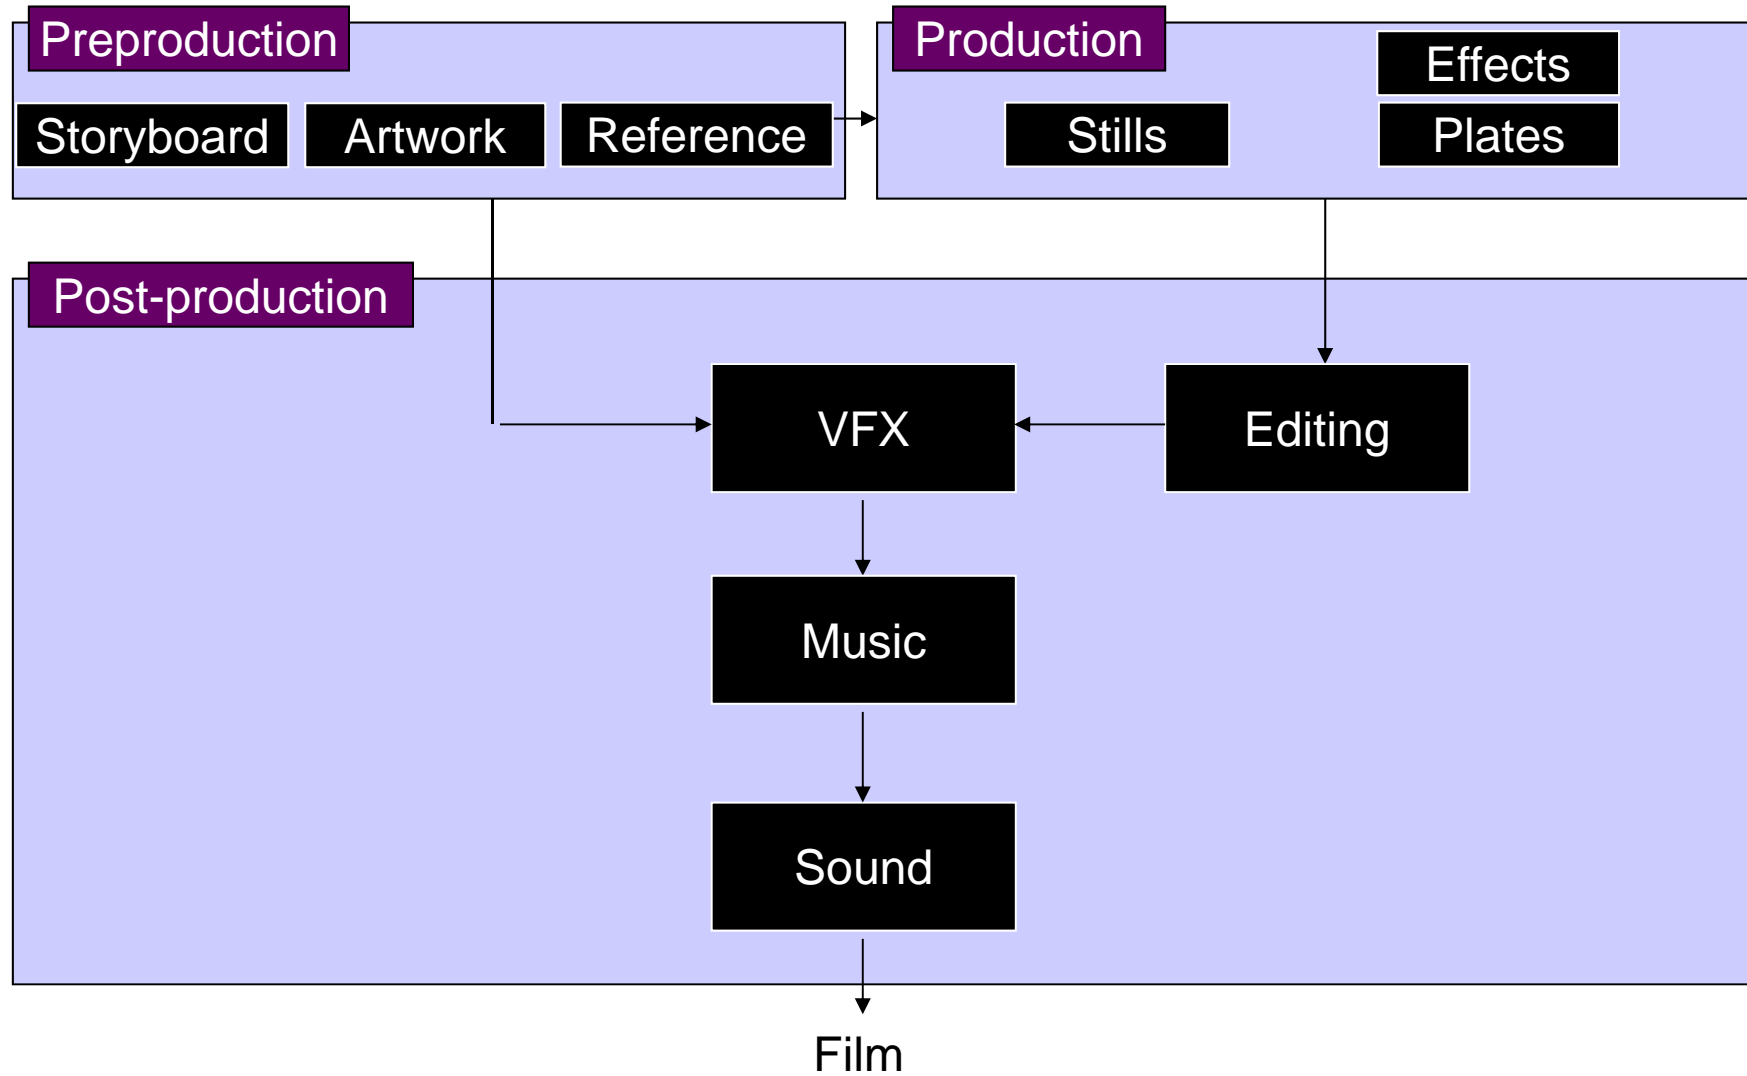 Preproduction
Storyboard
Artwork
Reference
Production
Effects
Stills
Plates
Post-production
VFX
Editing
Music
Sound
Film